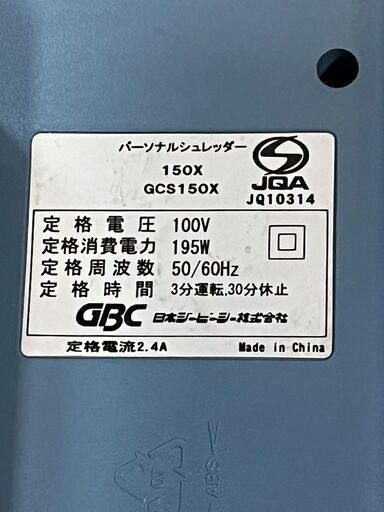 パーソナルシュレッダー
150X
GCS150X
JQA
JQ10314
定格電圧 100V
定格消費電力 195W
定格周波数 50/60Hz
定格時間 3分運転,30分休止
GBC 日本ジービーシー株式会社
定格電流2.4A Made in China
ABS